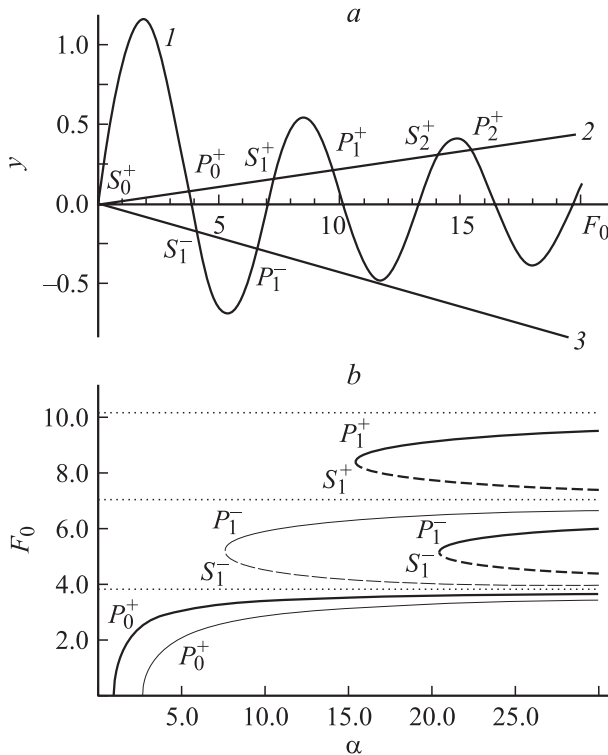 a
1.0
1
0.5
y
S₀⁺
P₀⁺
S₁⁺
P₁⁺
S₂⁺
P₂⁺
2
0.0
5
10
15
F₀
S₁⁻
P₁⁻
−0.5
3
b
10.0
P₁⁺
8.0
S₁⁺
F₀
P₁⁻
P₁⁻
6.0
S₁⁻
S₁⁻
4.0
P₀⁺
P₀⁺
2.0
5.0 10.0 15.0 20.0 25.0
α